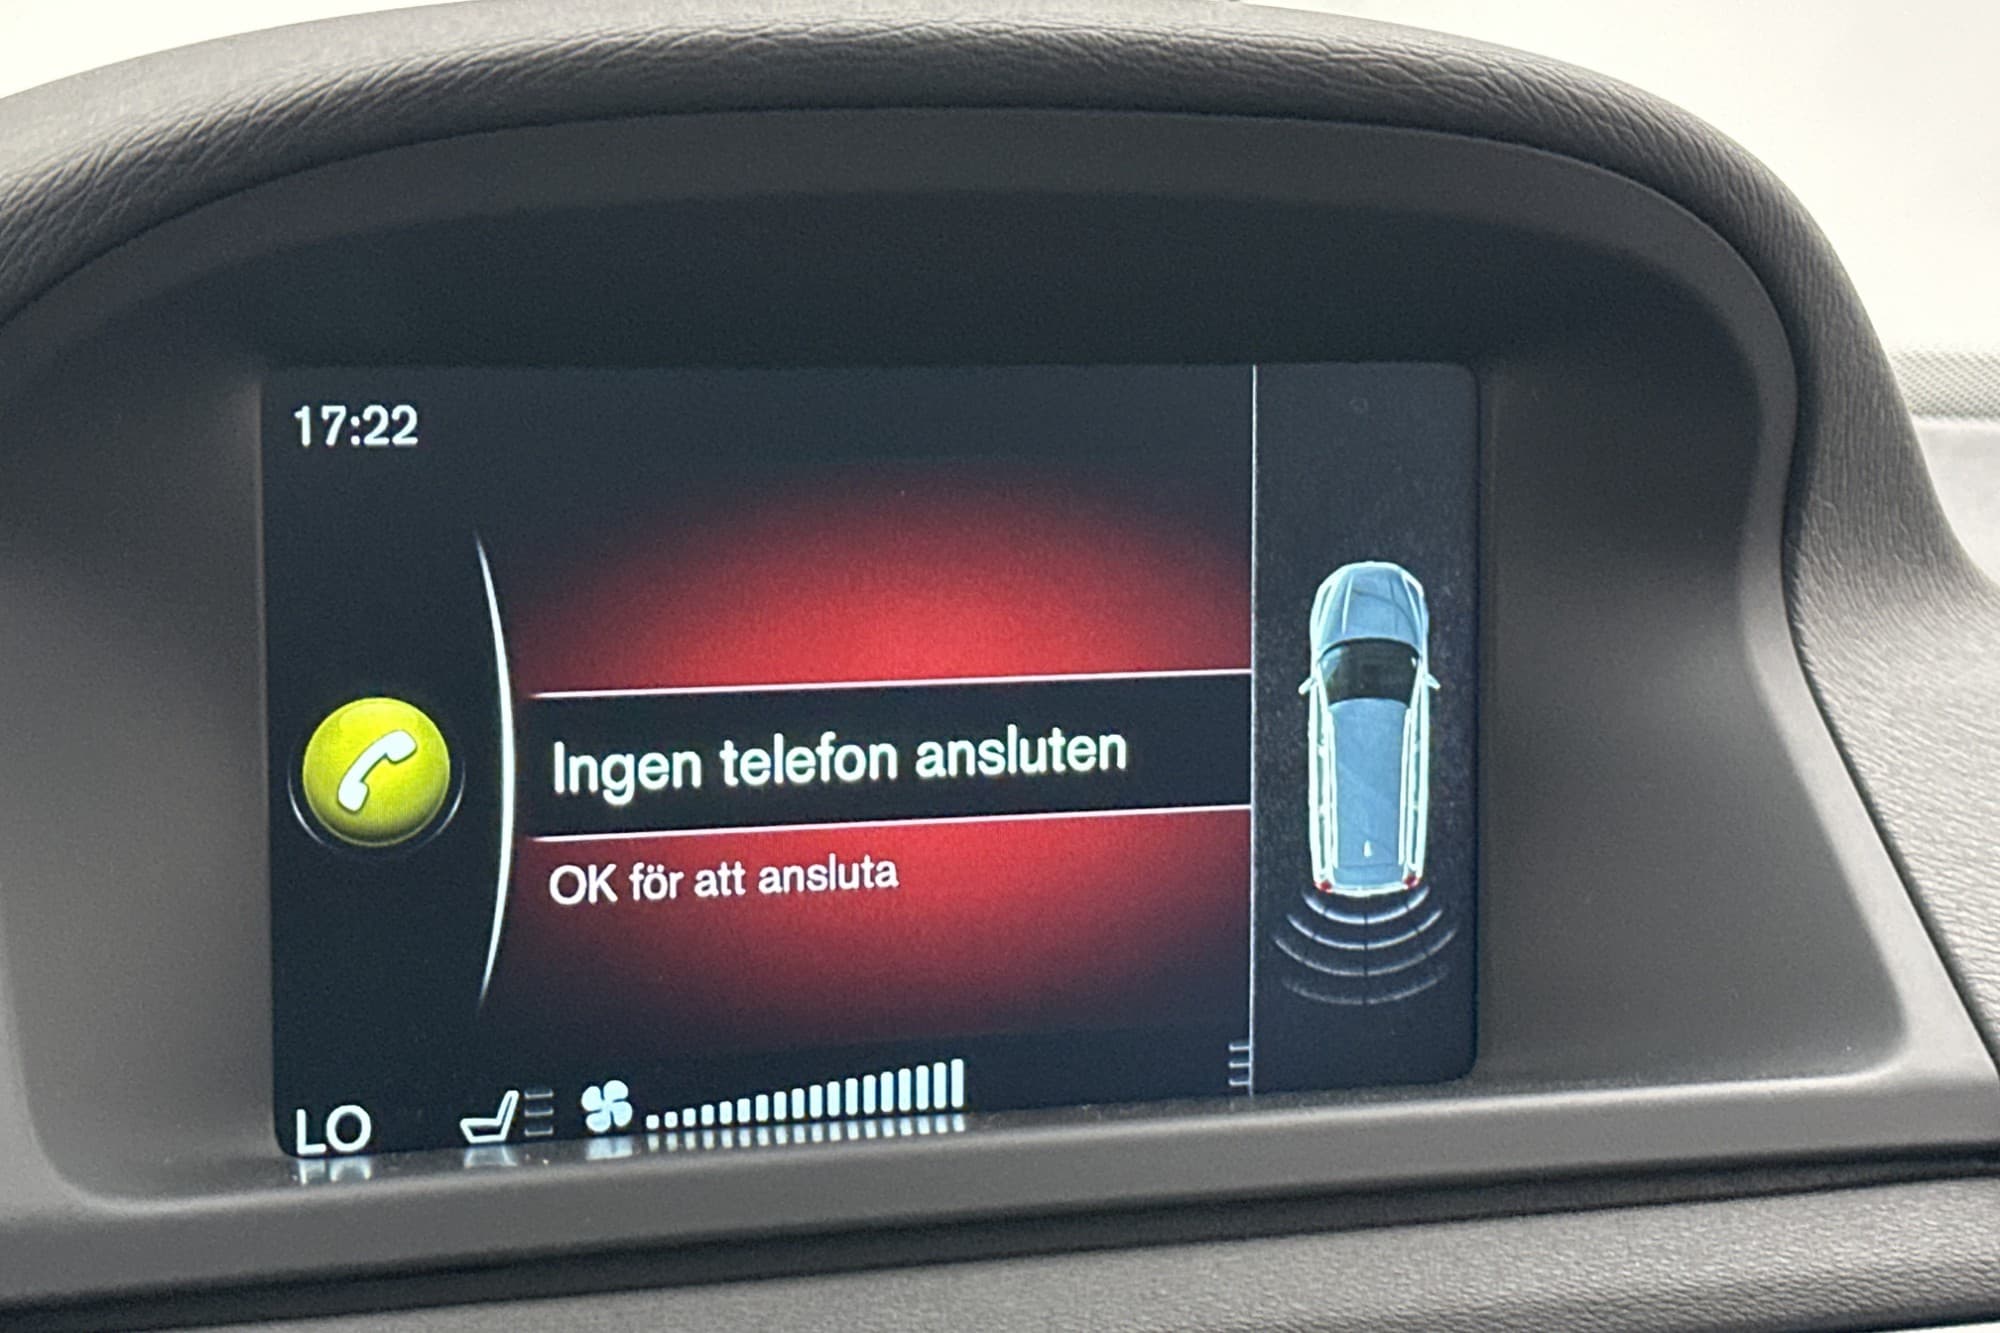 17:22
Ingen telefon ansluten
OK för att ansluta
LO